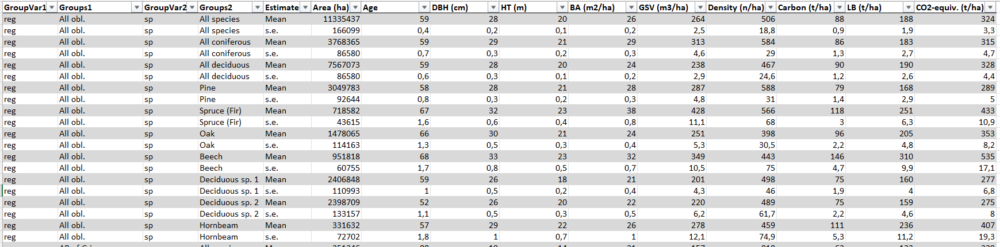 GroupVar1 Groups1 GroupVar2 Groups2 Estimate Area (ha) Age DBH (cm) HT (m) BA (m2/ha) GSV (m3/ha) Density (n/ha) Carbon (t/ha) LB (t/ha) CO2-equiv. (t/ha)
reg All obl. sp All species Mean 11335437 59 28 20 26 264 506 88 188 324
reg All obl. sp All species s.e. 166099 0,4 0,2 0,1 0,2 2,5 18,8 0,9 1,9 3,3
reg All obl. sp All coniferous Mean 3768365 59 29 21 29 313 584 86 183 315
reg All obl. sp All coniferous s.e. 86580 0,7 0,3 0,2 0,3 4,6 29 1,3 2,7 4,7
reg All obl. sp All deciduous Mean 7567073 59 28 20 24 238 467 90 190 328
reg All obl. sp All deciduous s.e. 86580 0,6 0,3 0,1 0,2 2,9 24,6 1,2 2,6 4,4
reg All obl. sp Pine Mean 3049783 58 28 21 28 287 588 79 168 289
reg All obl. sp Pine s.e. 92644 0,8 0,3 0,2 0,3 4,8 31 1,4 2,9 5
reg All obl. sp Spruce (Fir) Mean 718582 67 32 23 38 428 566 118 251 433
reg All obl. sp Spruce (Fir) s.e. 43615 1,6 0,6 0,4 0,8 11,1 68 3 6,3 10,9
reg All obl. sp Oak Mean 1478065 66 30 21 24 251 398 96 205 353
reg All obl. sp Oak s.e. 114163 1,3 0,5 0,3 0,4 5,3 30,5 2,2 4,8 8,2
reg All obl. sp Beech Mean 951818 68 33 23 32 349 443 146 310 535
reg All obl. sp Beech s.e. 60755 1,7 0,8 0,5 0,7 10,5 75 4,7 9,9 17,1
reg All obl. sp Deciduous sp. 1 Mean 2406848 59 26 18 21 201 498 75 160 277
reg All obl. sp Deciduous sp. 1 s.e. 110993 1 0,5 0,2 0,4 4,3 46 1,9 4 6,8
reg All obl. sp Deciduous sp. 2 Mean 2398709 52 26 20 22 220 489 75 159 275
reg All obl. sp Deciduous sp. 2 s.e. 133157 1,1 0,5 0,3 0,5 6,2 61,7 2,2 4,6 8
reg All obl. sp Hornbeam Mean 331632 57 29 22 26 278 459 111 236 407
reg All obl. sp Hornbeam s.e. 72702 1,8 1 0,7 1 12,1 74,9 5,3 11,2 19,3